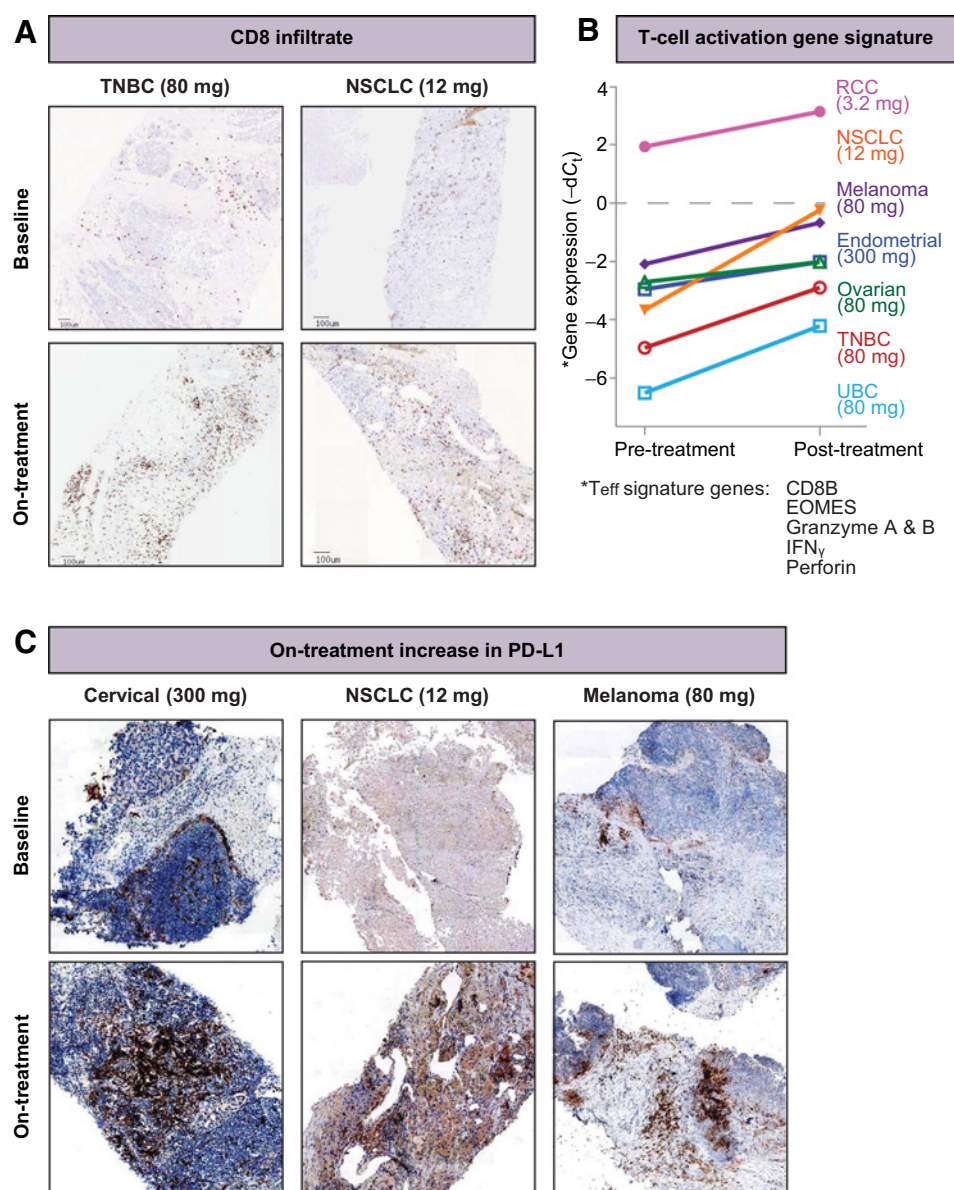 A
CD8 infiltrate
TNBC (80 mg)
NSCLC (12 mg)
Baseline
100um
100um
On-treatment
100um
100um
B
T-cell activation gene signature
*Gene expression (–dCt)
4
2
0
–2
–4
–6
RCC
(3.2 mg)
NSCLC
(12 mg)
Melanoma
(80 mg)
Endometrial
(300 mg)
Ovarian
(80 mg)
TNBC
(80 mg)
UBC
(80 mg)
Pre-treatment
Post-treatment
*Teff signature genes:
CD8B
EOMES
Granzyme A & B
IFNγ
Perforin
C
On-treatment increase in PD-L1
Cervical (300 mg)
NSCLC (12 mg)
Melanoma (80 mg)
Baseline
On-treatment